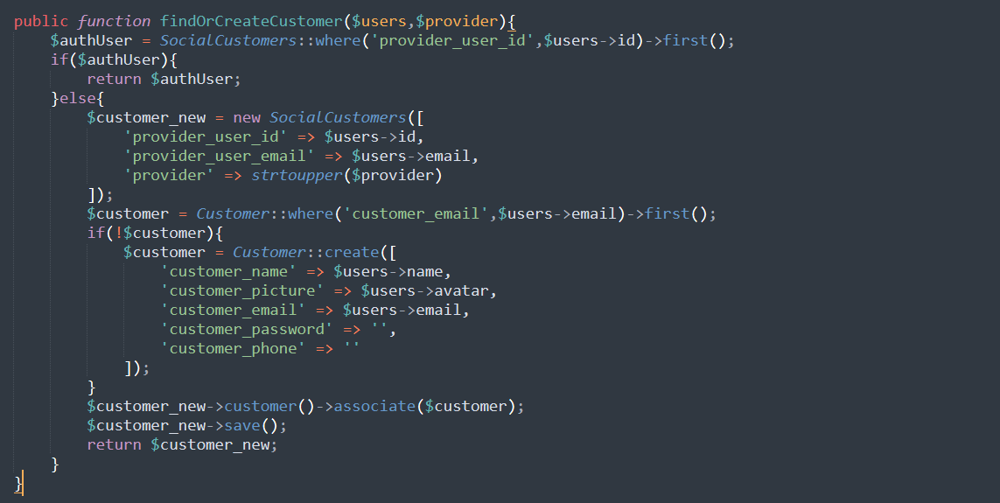 public function findOrCreateCustomer($users,$provider){
    $authUser = SocialCustomers::where('provider_user_id',$users->id)->first();
    if($authUser){
        return $authUser;
    }else{
        $customer_new = new SocialCustomers([
            'provider_user_id' => $users->id,
            'provider_user_email' => $users->email,
            'provider' => strtoupper($provider)
        ]);
        $customer = Customer::where('customer_email',$users->email)->first();
        if(!$customer){
            $customer = Customer::create([
                'customer_name' => $users->name,
                'customer_picture' => $users->avatar,
                'customer_email' => $users->email,
                'customer_password' => '',
                'customer_phone' => ''
            ]);
        }
        $customer_new->customer()->associate($customer);
        $customer_new->save();
        return $customer_new;
    }
}